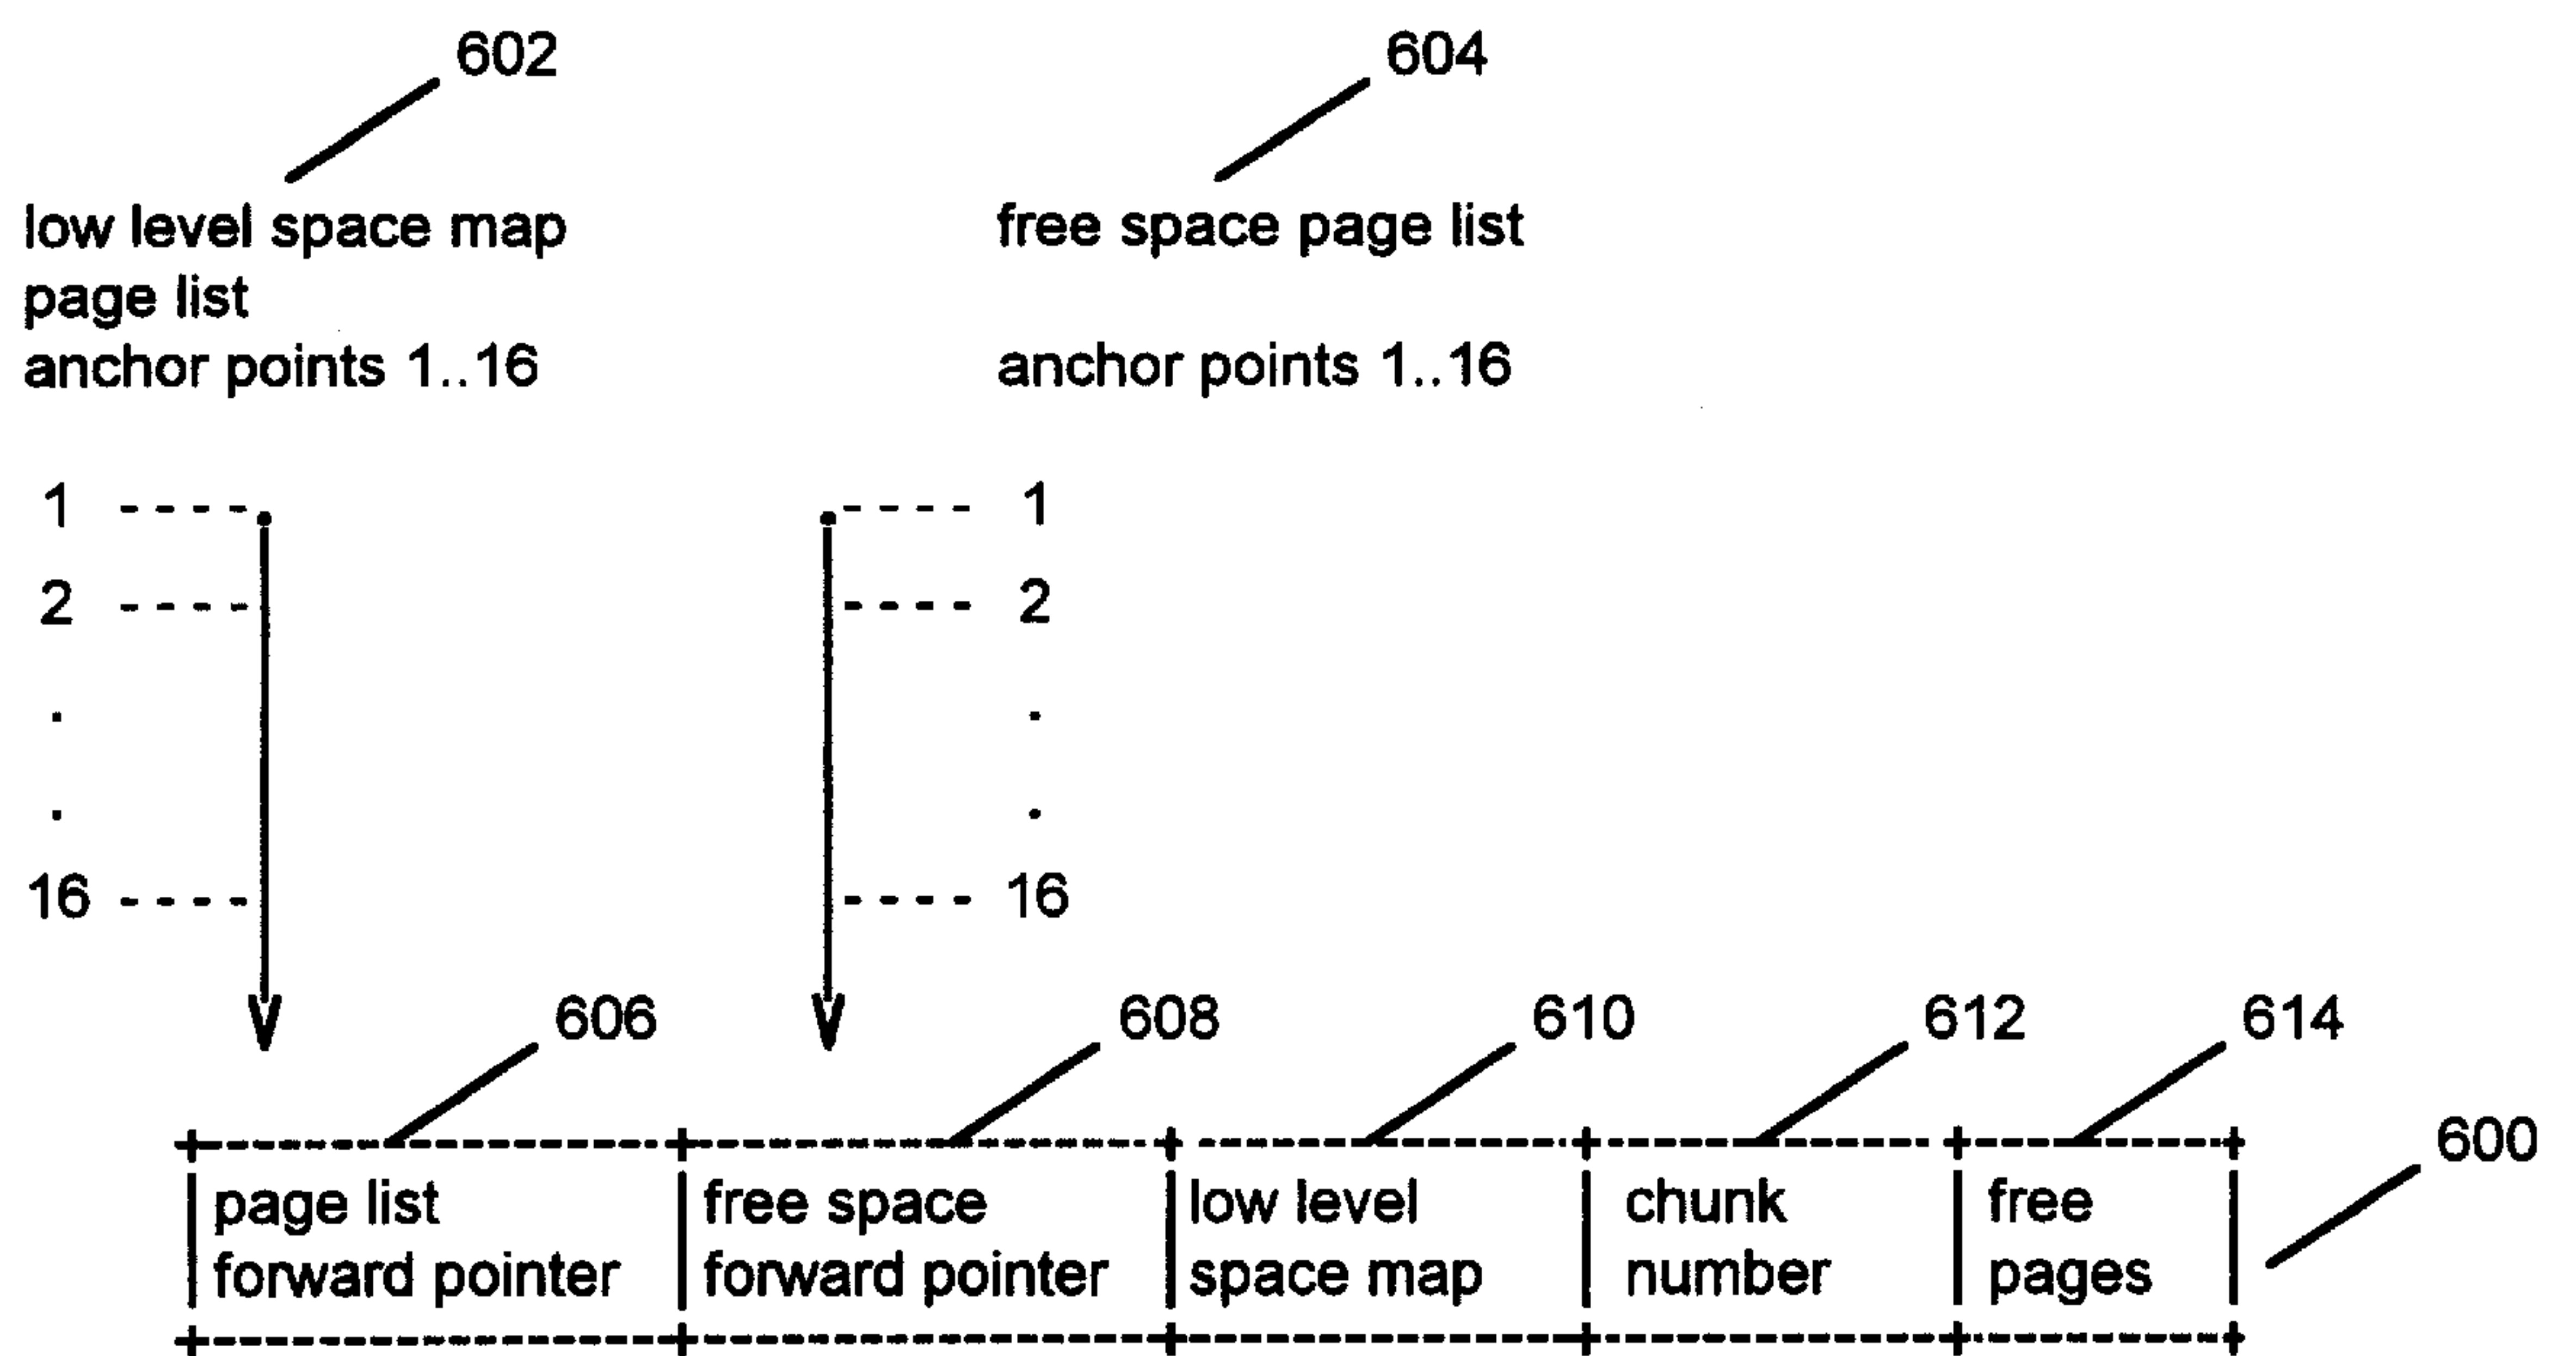 602
604
low level space map
page list
anchor points 1..16
free space page list
anchor points 1..16
1
1
2
2
.
.
.
.
16
16
606
608
610
612
614
600
page list
forward pointer
free space
forward pointer
low level
space map
chunk
number
free
pages